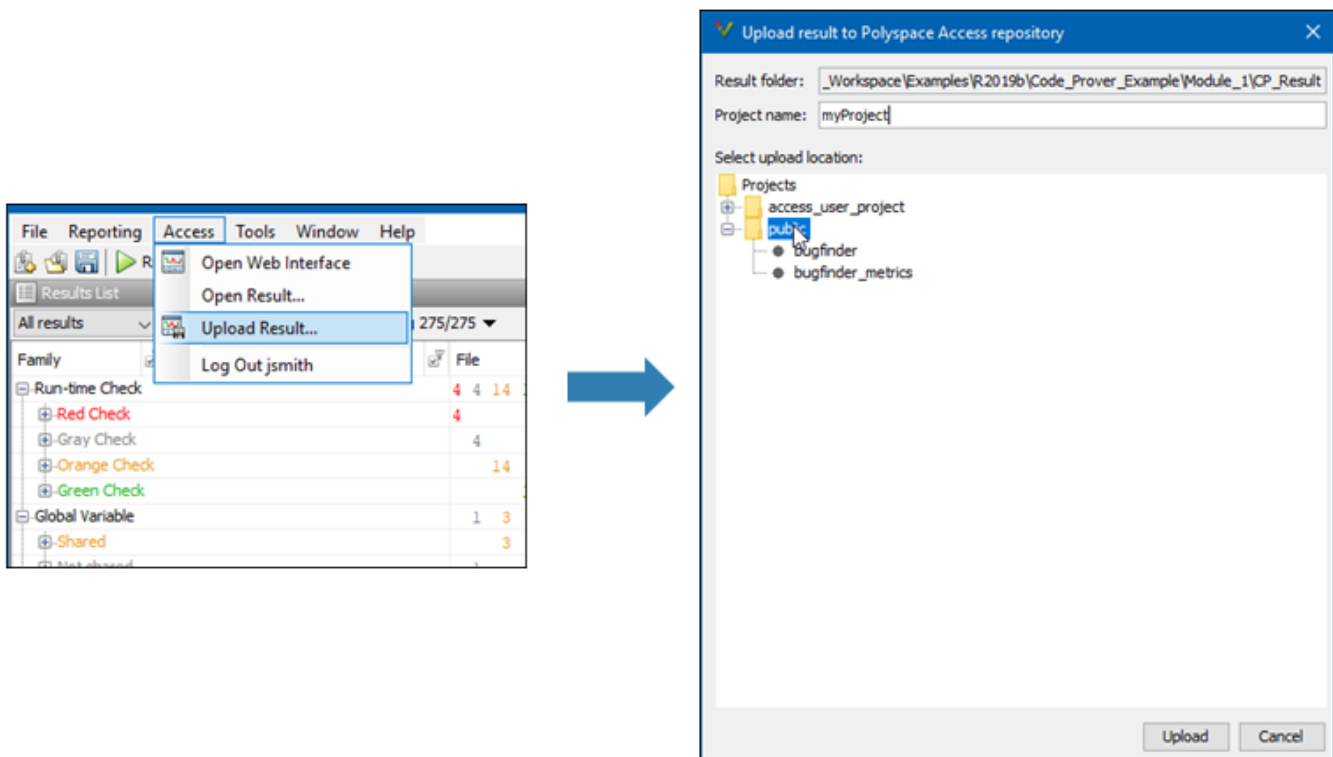 File Reporting Access Tools Window Help
Open Web Interface
Results List
Open Result...
All results
Upload Result...
275/275
Log Out jsmith
Family
File
Run-time Check 4 4 14
Red Check 4
Gray Check 4
Orange Check 14
Green Check
Global Variable 1 3
Shared 3
Not shared
Upload result to Polyspace Access repository
Result folder: _Workspace\Examples\R2019b\Code_Prover_Example\Module_1\CP_Result
Project name: myProject
Select upload location:
Projects
access_user_project
public
bugfinder
bugfinder_metrics
Upload Cancel